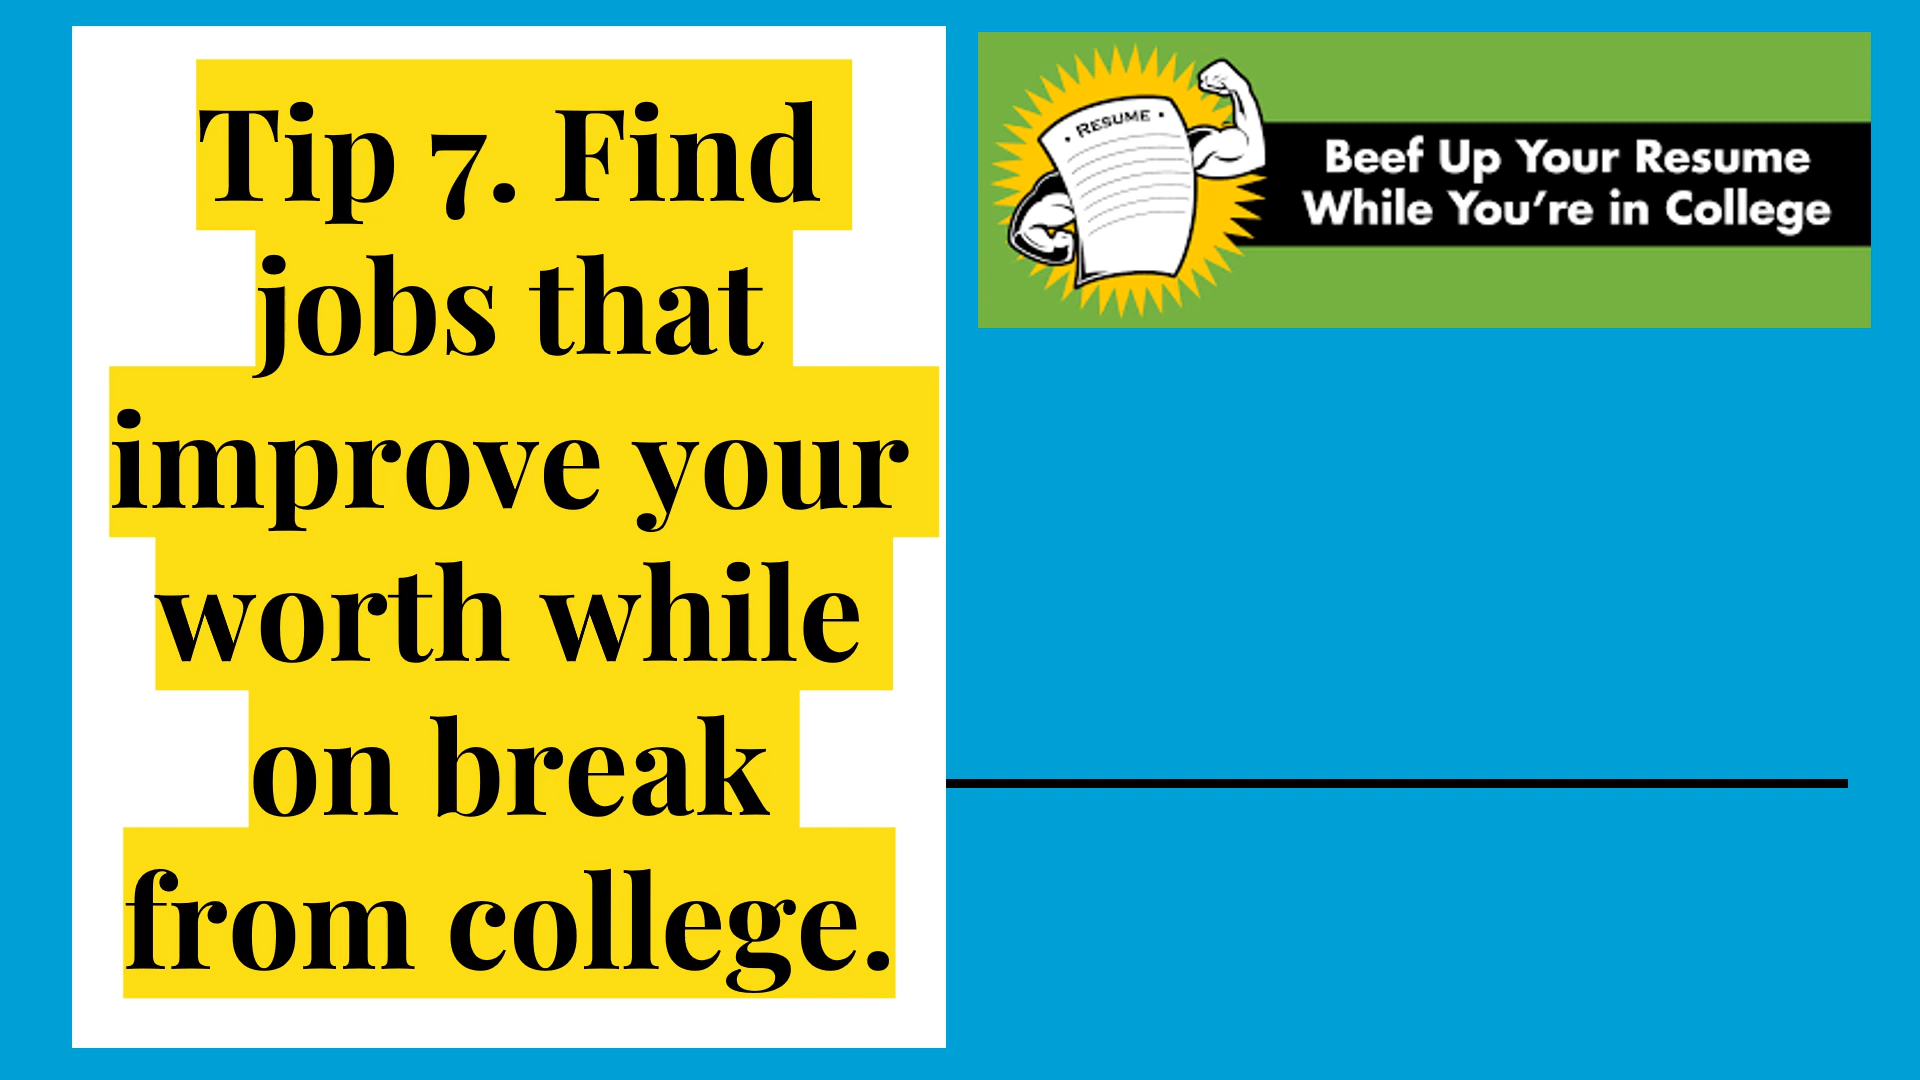 Tip 7. Find
jobs that
improve your
worth while
on break
from college.
• RESUME •
Beef Up Your Resume
While You’re in College